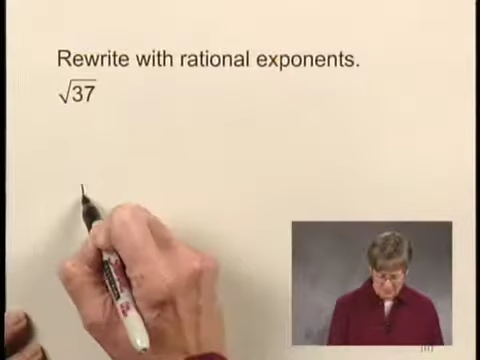 Rewrite with rational exponents.
√37